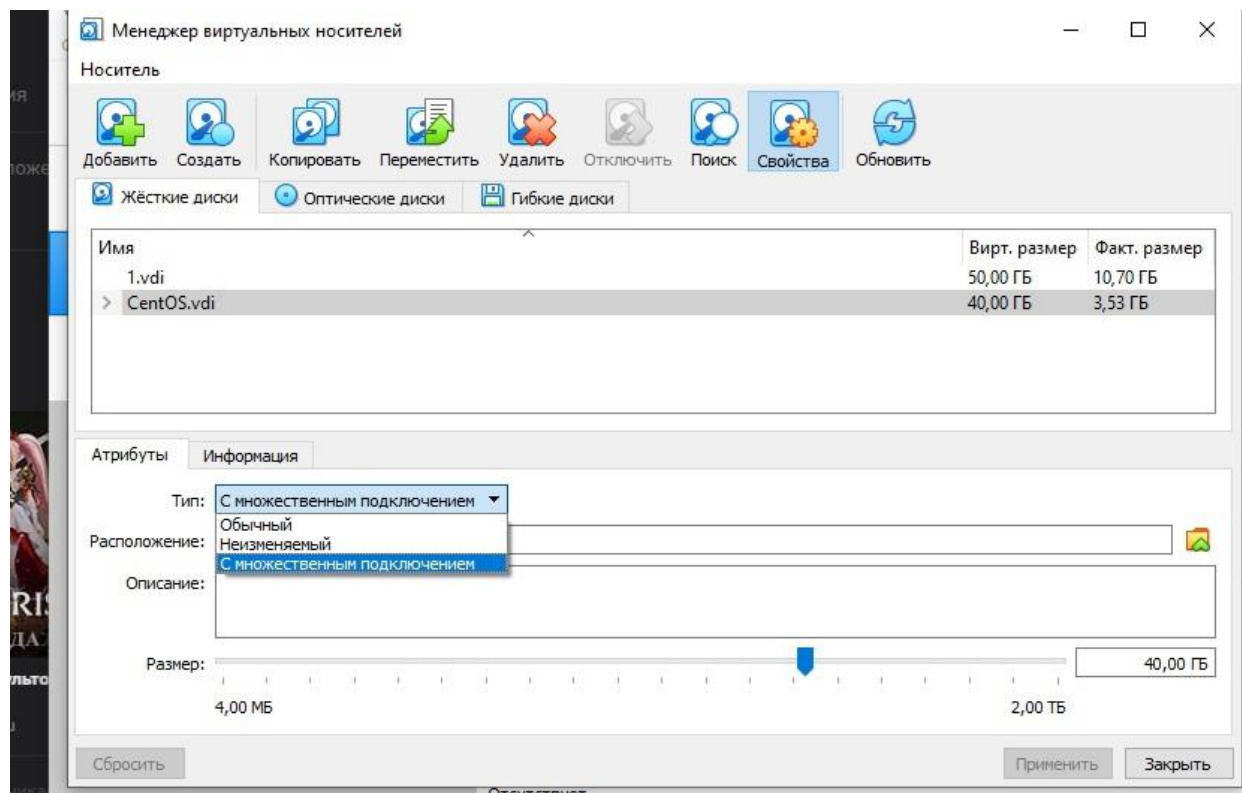 Менеджер виртуальных носителей
Носитель
Добавить Создать Копировать Переместить Удалить Отключить Поиск Свойства Обновить
Жёсткие диски Оптические диски Гибкие диски
Имя Вирт. размер Факт. размер
1.vdi 50,00 ГБ 10,70 ГБ
CentOS.vdi 40,00 ГБ 3,53 ГБ
Атрибуты Информация
Тип: С множественным подключением
Обычный
Расположение: Неизменяемый
С множественным подключением
Описание:
Размер: 40,00 ГБ
4,00 МБ 2,00 ТБ
Сбросить Применить Закрыть